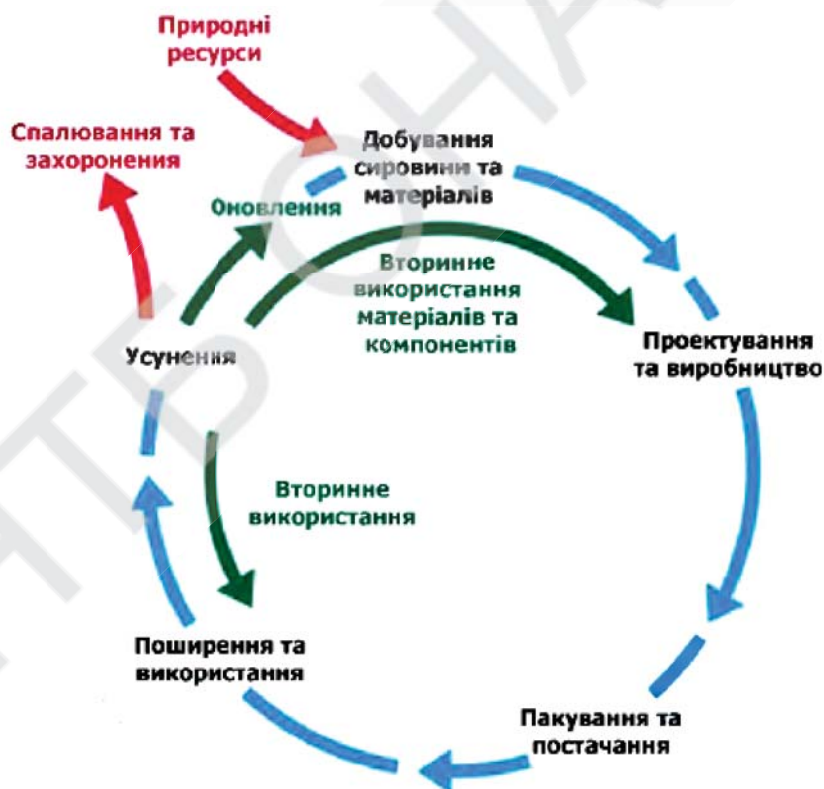 Природні
ресурси
Спалювання та
захоронения
Добування
сировини та
матеріалів
Оновлення
Вторинне
використання
матеріалів та
компонентів
Усунення
Проектування
та виробництво
Вторинне
використання
Поширення та
використання
Пакування та
постачання